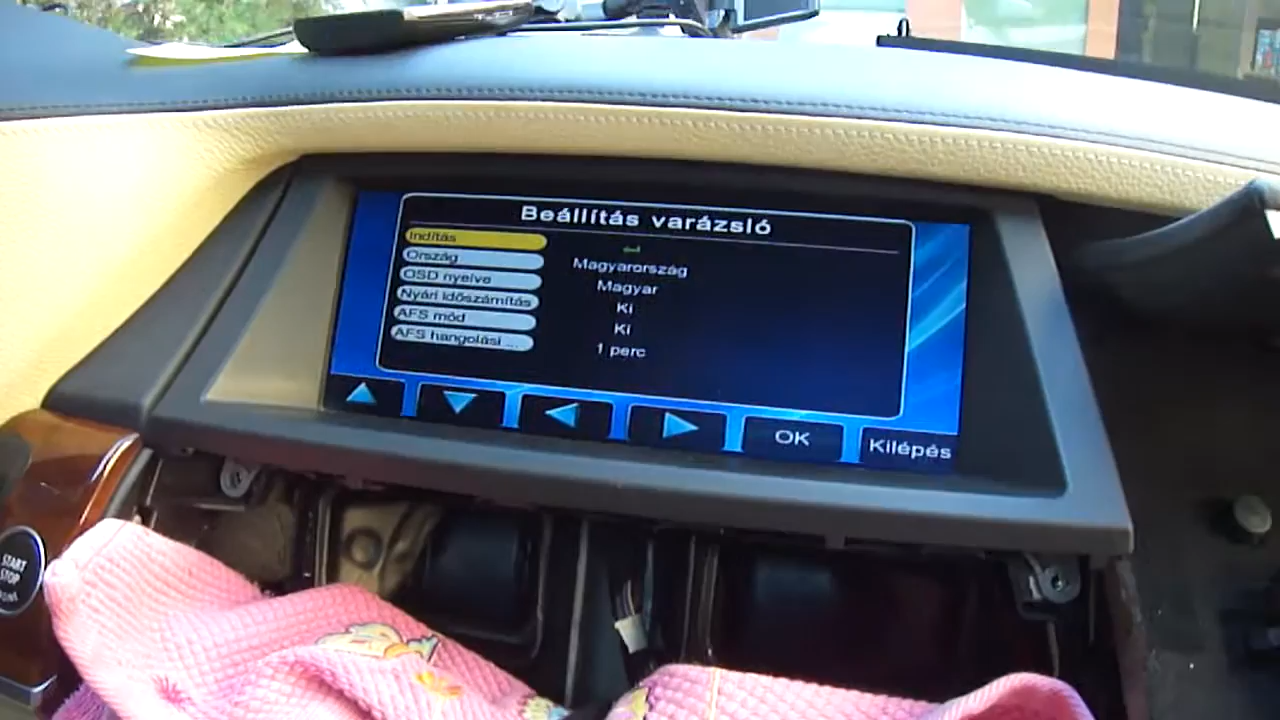 Beállítás varázsló
Indítás
Ország Magyarország
OSD nyelve Magyar
Nyári időszámítás Ki
AFS mód Ki
AFS hangolási ... 1 perc
OK Kilépés
START
STOP